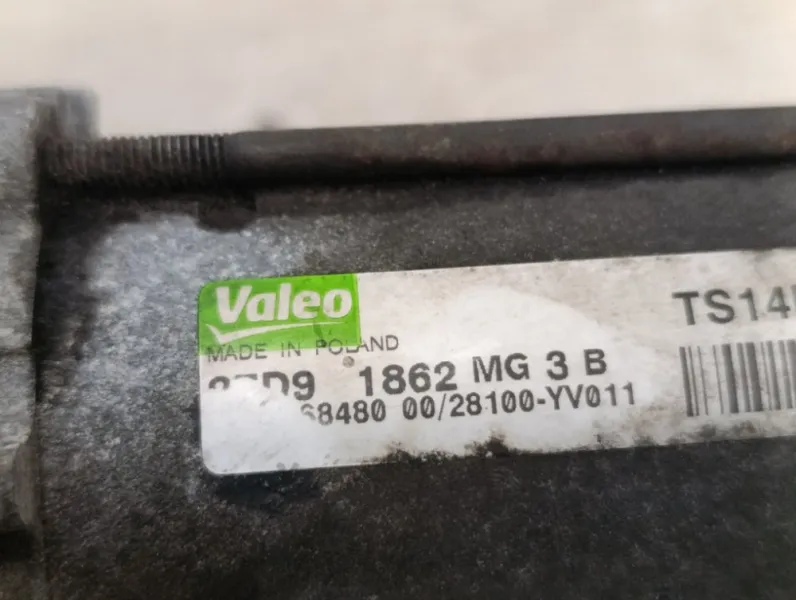 Valeo
TS14
MADE IN POLAND
1862 MG 3 B
68480 00/28100-YV011